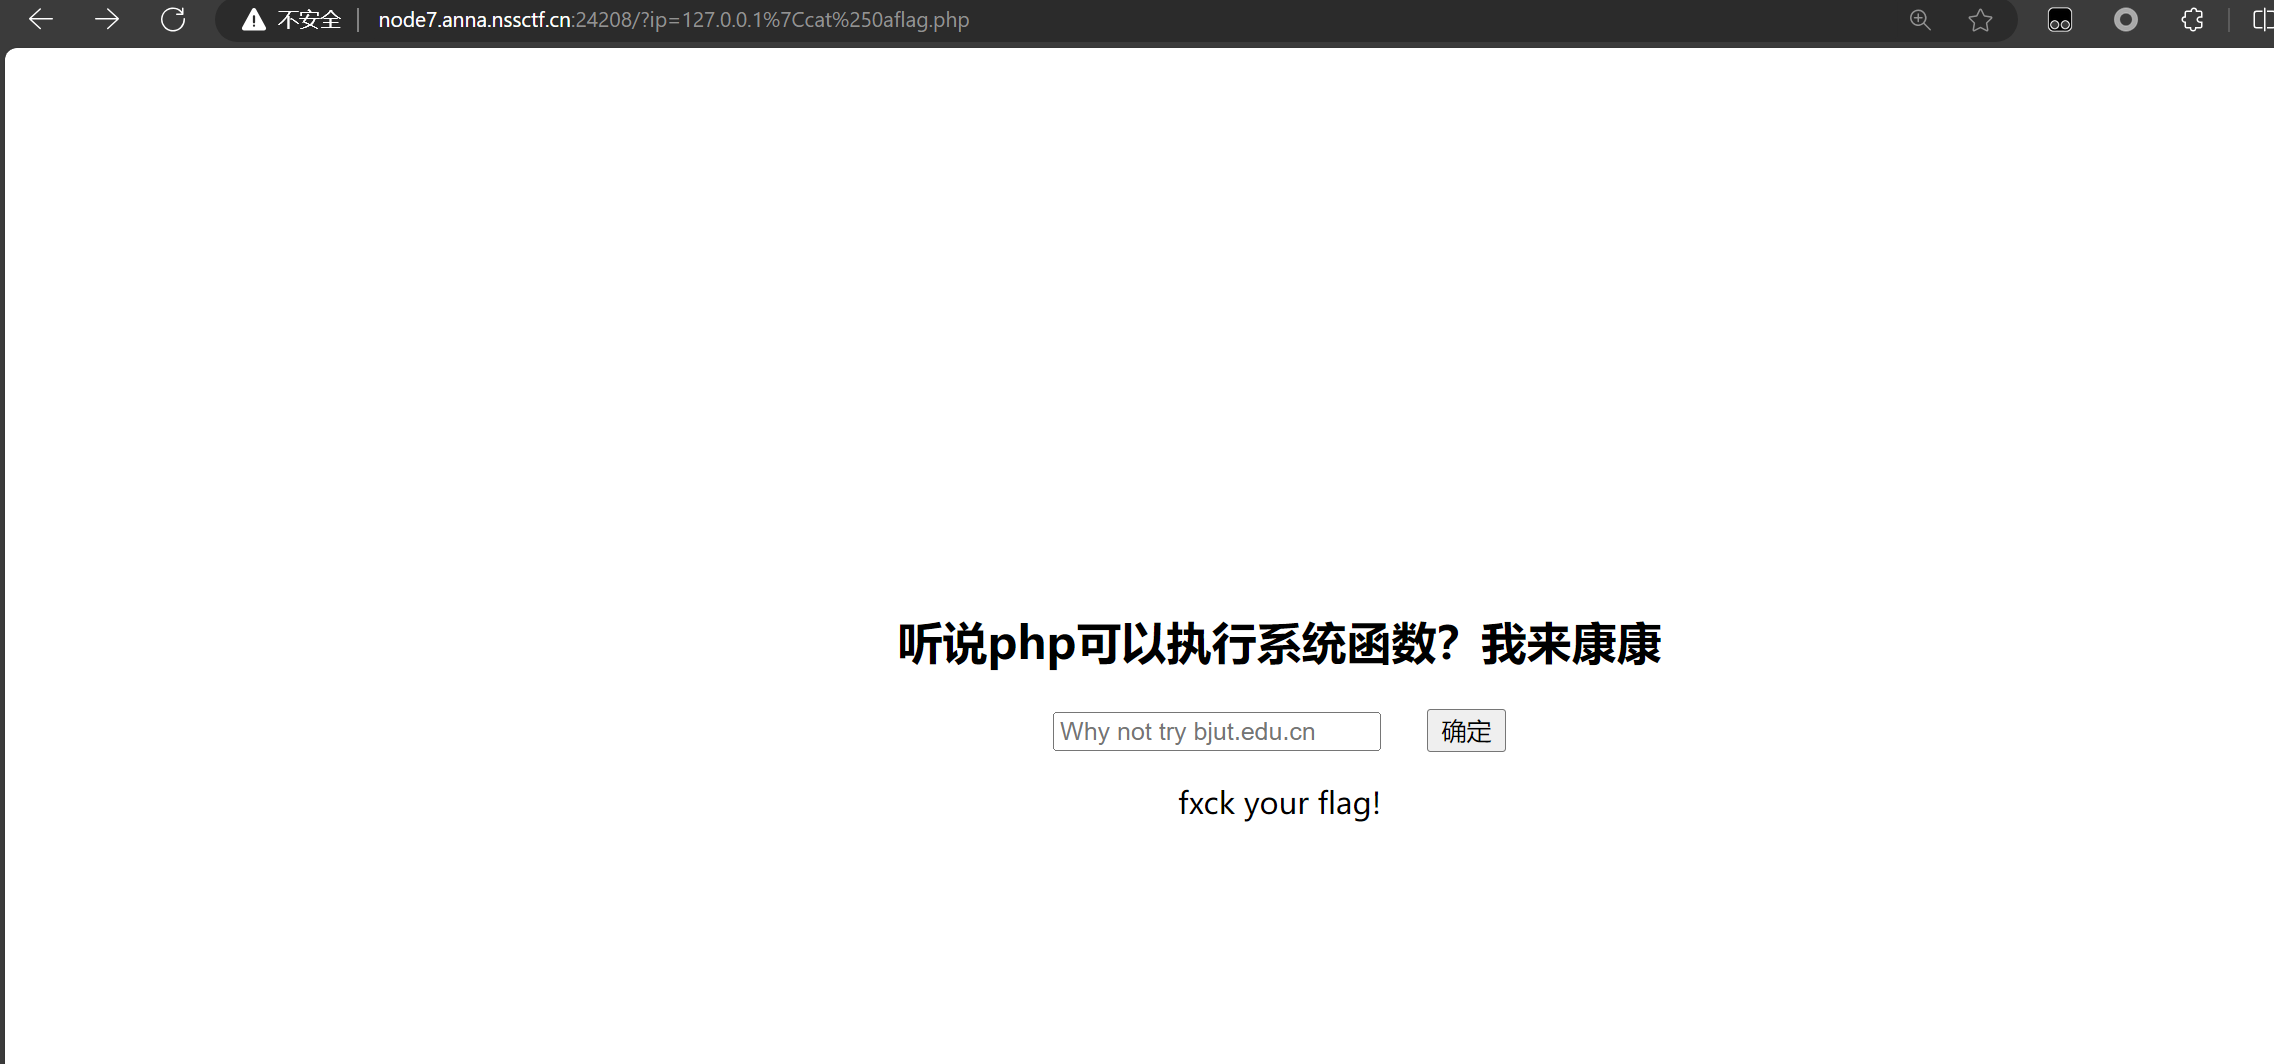 不安全 node7.anna.nssctf.cn:24208/?ip=127.0.0.1%7Ccat%250aflag.php
听说php可以执行系统函数？我来康康
Why not try bjut.edu.cn 确定
fxck your flag!